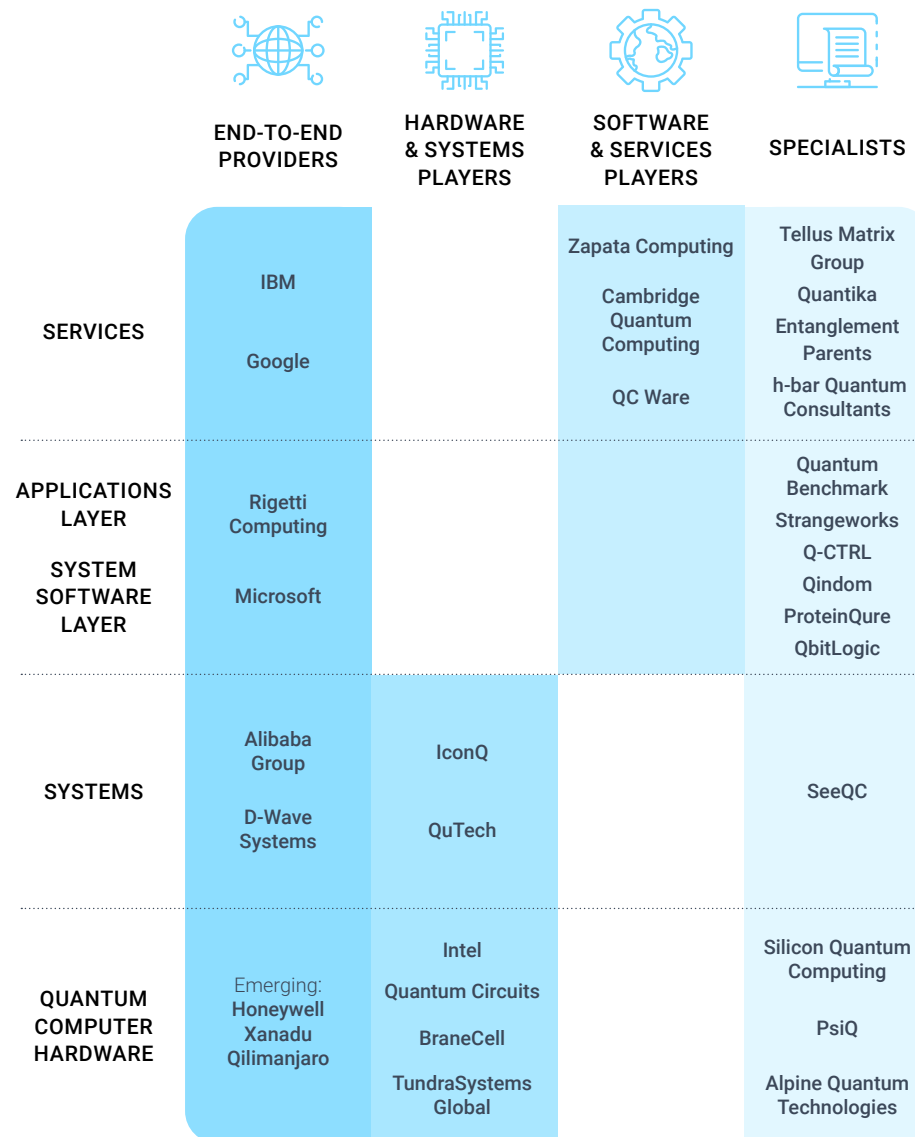 END-TO-END
PROVIDERS
HARDWARE
& SYSTEMS
PLAYERS
SOFTWARE
& SERVICES
PLAYERS
SPECIALISTS
SERVICES
IBM
Google
Zapata Computing
Cambridge
Quantum
Computing
QC Ware
Tellus Matrix
Group
Quantika
Entanglement
Parents
h-bar Quantum
Consultants
APPLICATIONS
LAYER
SYSTEM
SOFTWARE
LAYER
Rigetti
Computing
Microsoft
Quantum
Benchmark
Strangeworks
Q-CTRL
Qindom
ProteinQure
QbitLogic
SYSTEMS
Alibaba
Group
D-Wave
Systems
IconQ
QuTech
SeeQC
QUANTUM
COMPUTER
HARDWARE
Emerging:
Honeywell
Xanadu
Qilimanjaro
Intel
Quantum Circuits
BraneCell
TundraSystems
Global
Silicon Quantum
Computing
PsiQ
Alpine Quantum
Technologies